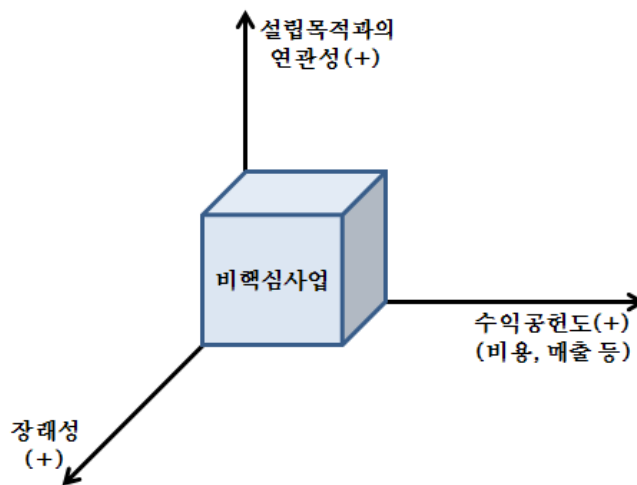 설립목적과의
연관성(+)
비핵심사업
수익공헌도(+)
(비용, 매출 등)
장래성
(+)